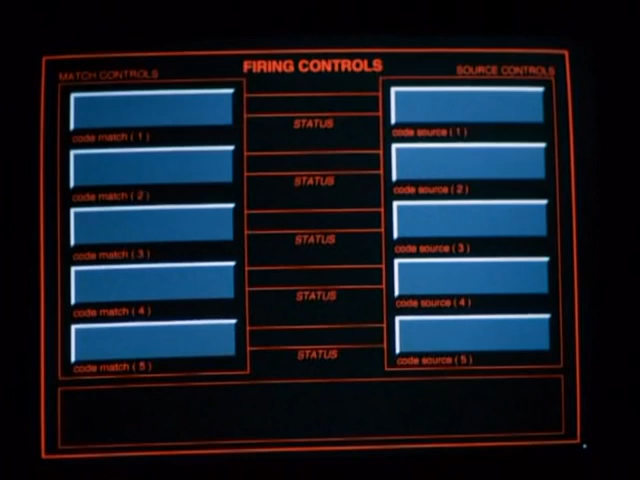 FIRING CONTROLS
MATCH CONTROLS
SOURCE CONTROLS
code match ( 1 )
STATUS
code source ( 1 )
code match ( 2 )
STATUS
code source ( 2 )
code match ( 3 )
STATUS
code source ( 3 )
code match ( 4 )
STATUS
code source ( 4 )
code match ( 5 )
STATUS
code source ( 5 )